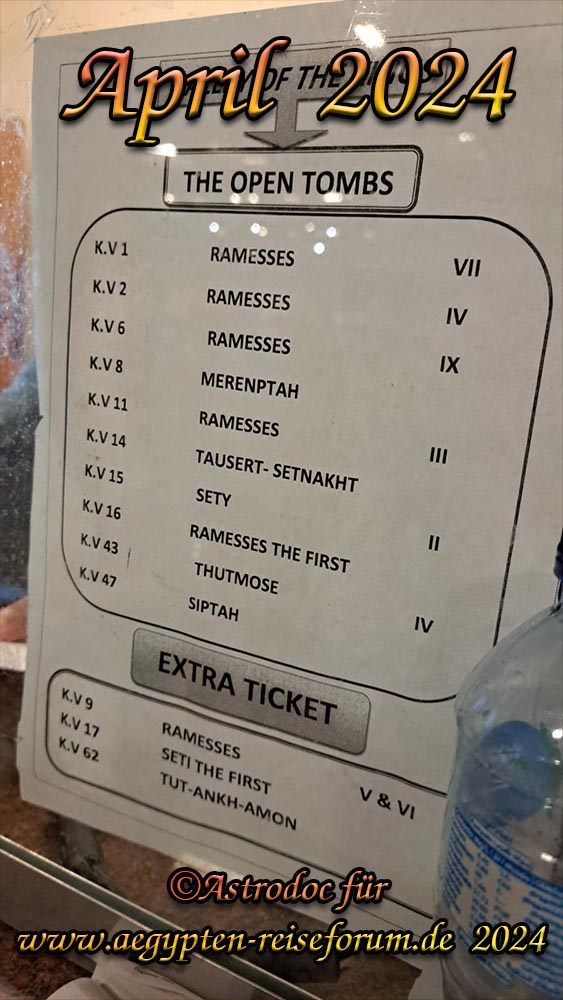 April 2024
OF THE
THE OPEN TOMBS
K.V 1 RAMESSES VII
K.V 2 RAMESSES IV
K.V 6 RAMESSES IX
K.V 8 MERENPTAH
K.V 11 RAMESSES III
K.V 14 TAUSERT- SETNAKHT
K.V 15 SETY II
K.V 16 RAMESSES THE FIRST
K.V 43 THUTMOSE IV
K.V 47 SIPTAH
EXTRA TICKET
K.V 9 RAMESSES V & VI
K.V 17 SETI THE FIRST
K.V 62 TUT-ANKH-AMON
©Astrodoc für
www.aegypten-reiseforum.de 2024